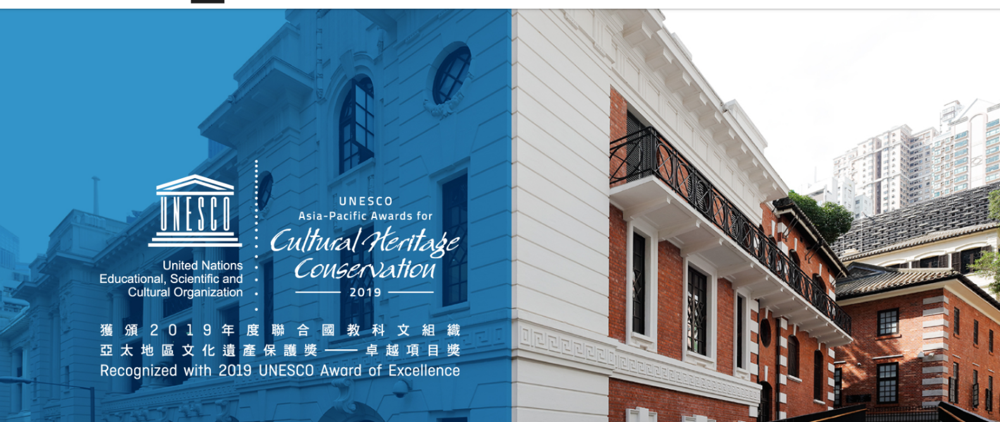 UNESCO
United Nations
Educational, Scientific and
Cultural Organization
UNESCO
Asia-Pacific Awards for
Cultural Heritage
Conservation
2019
獲頒2019年度聯合國教科文組織
亞太地區文化遺產保護獎——卓越項目獎
Recognized with 2019 UNESCO Award of Excellence